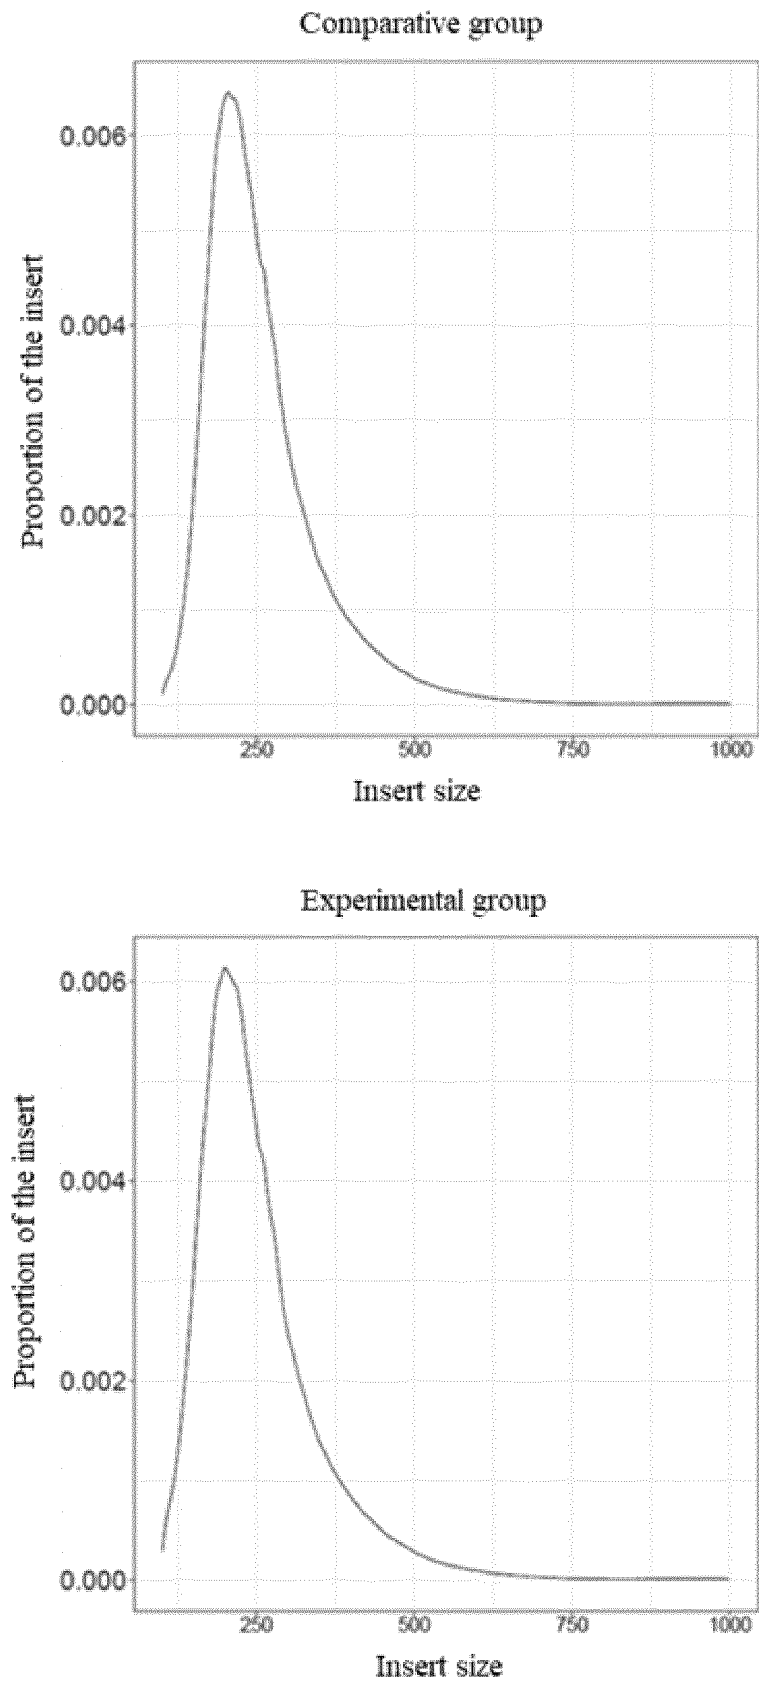 Comparative group
Proportion of the insert
0.006
0.004
0.002
0.000
250 500 750 1000
Insert size
Experimental group
Proportion of the insert
0.006
0.004
0.002
0.000
250 500 750 1000
Insert size